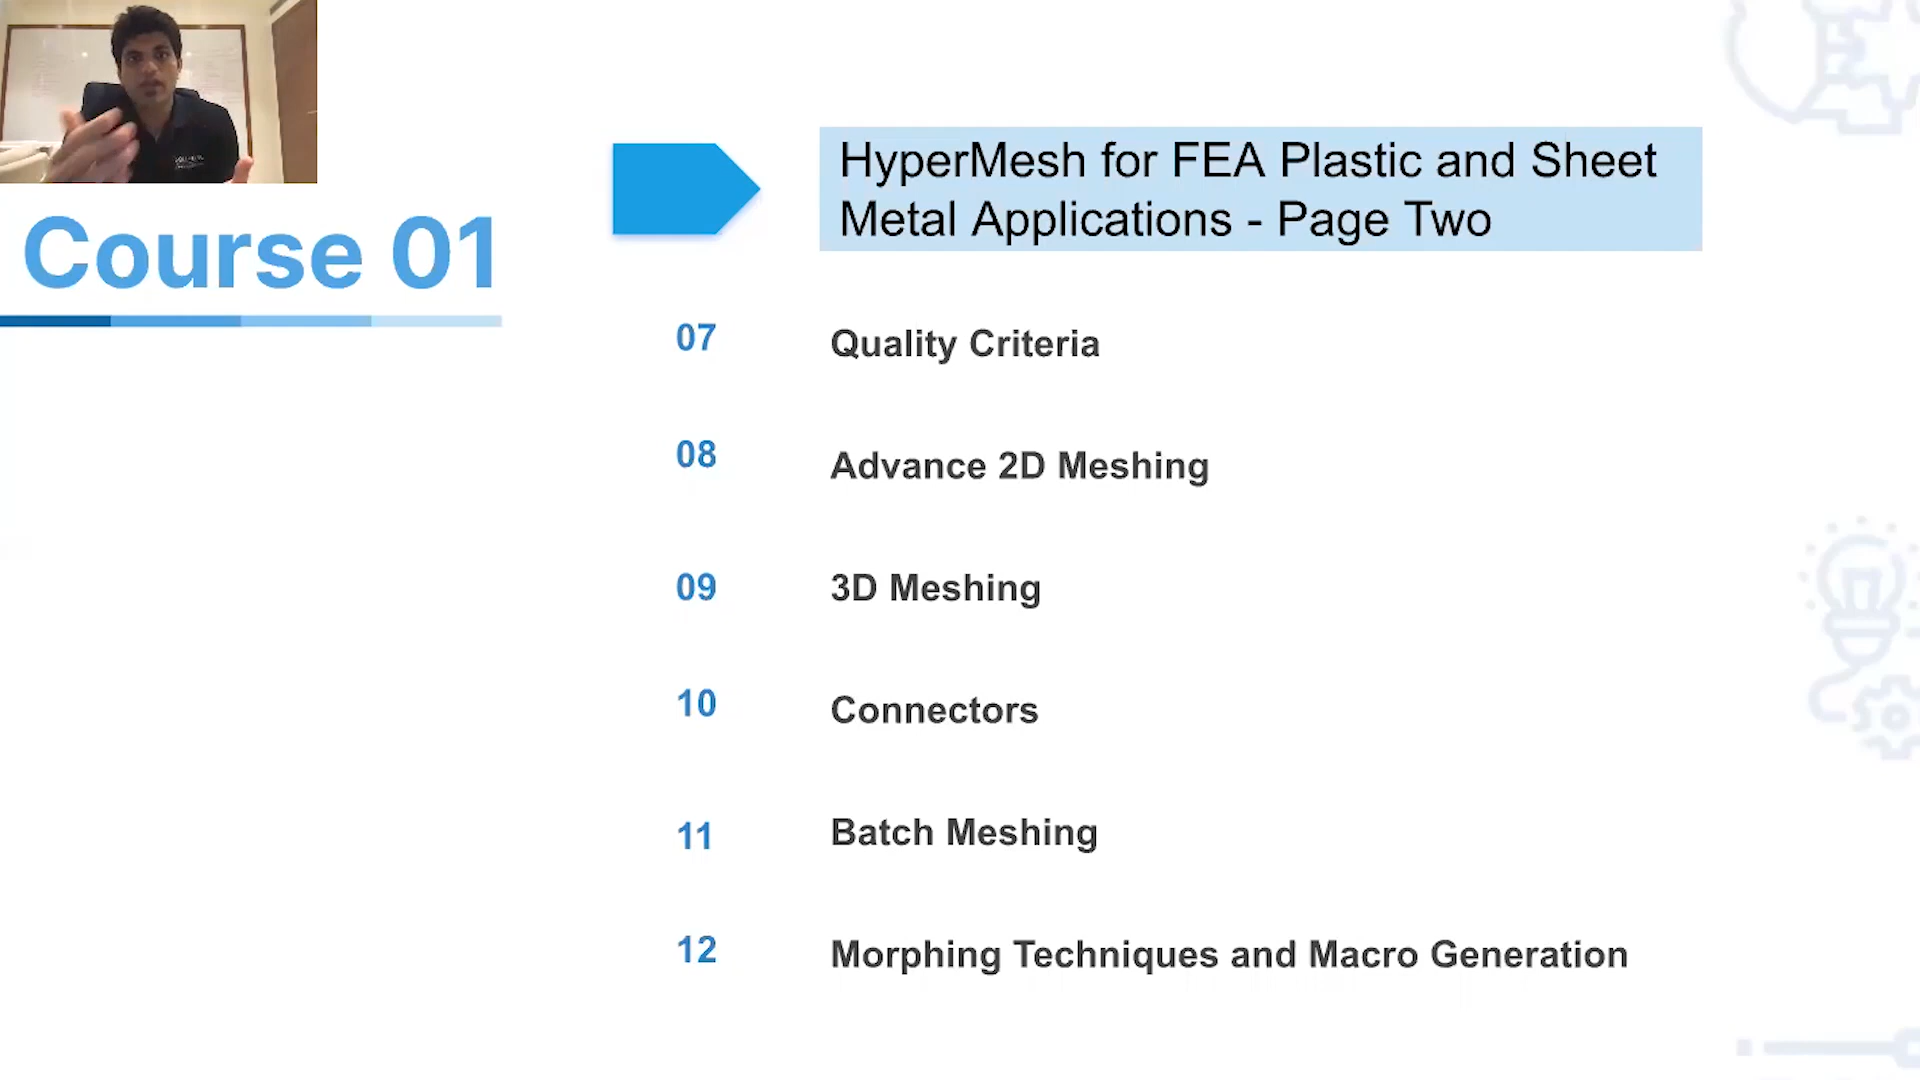 Course 01
HyperMesh for FEA Plastic and Sheet
Metal Applications - Page Two
07 Quality Criteria
08 Advance 2D Meshing
09 3D Meshing
10 Connectors
11 Batch Meshing
12 Morphing Techniques and Macro Generation